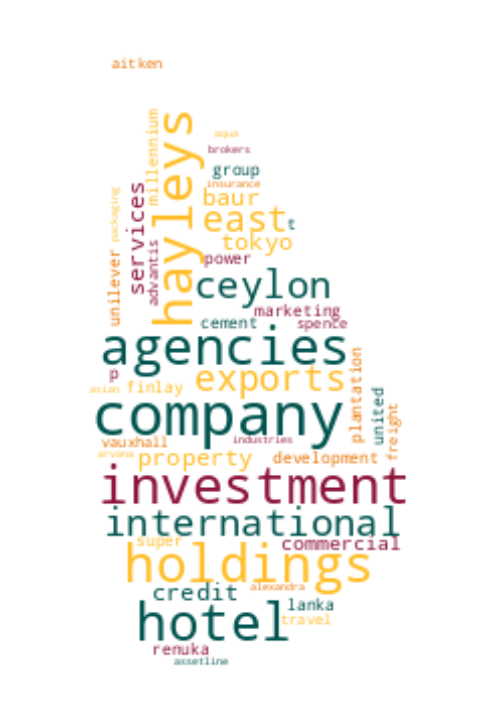 aitken
millennium
hayleys
aqua
brokers
group
insurance
packaging
services
baur
east
t
tokyo
unilever
advantis
power
ceylon
marketing
cement
spence
agencies
p
exports
plantation
asian
finlay
company
united
freight
vauxhall
industries
arvana
property
development
investment
international
super
commercial
holdings
credit
alexandra
lanka
hotel
travel
renuka
assetline